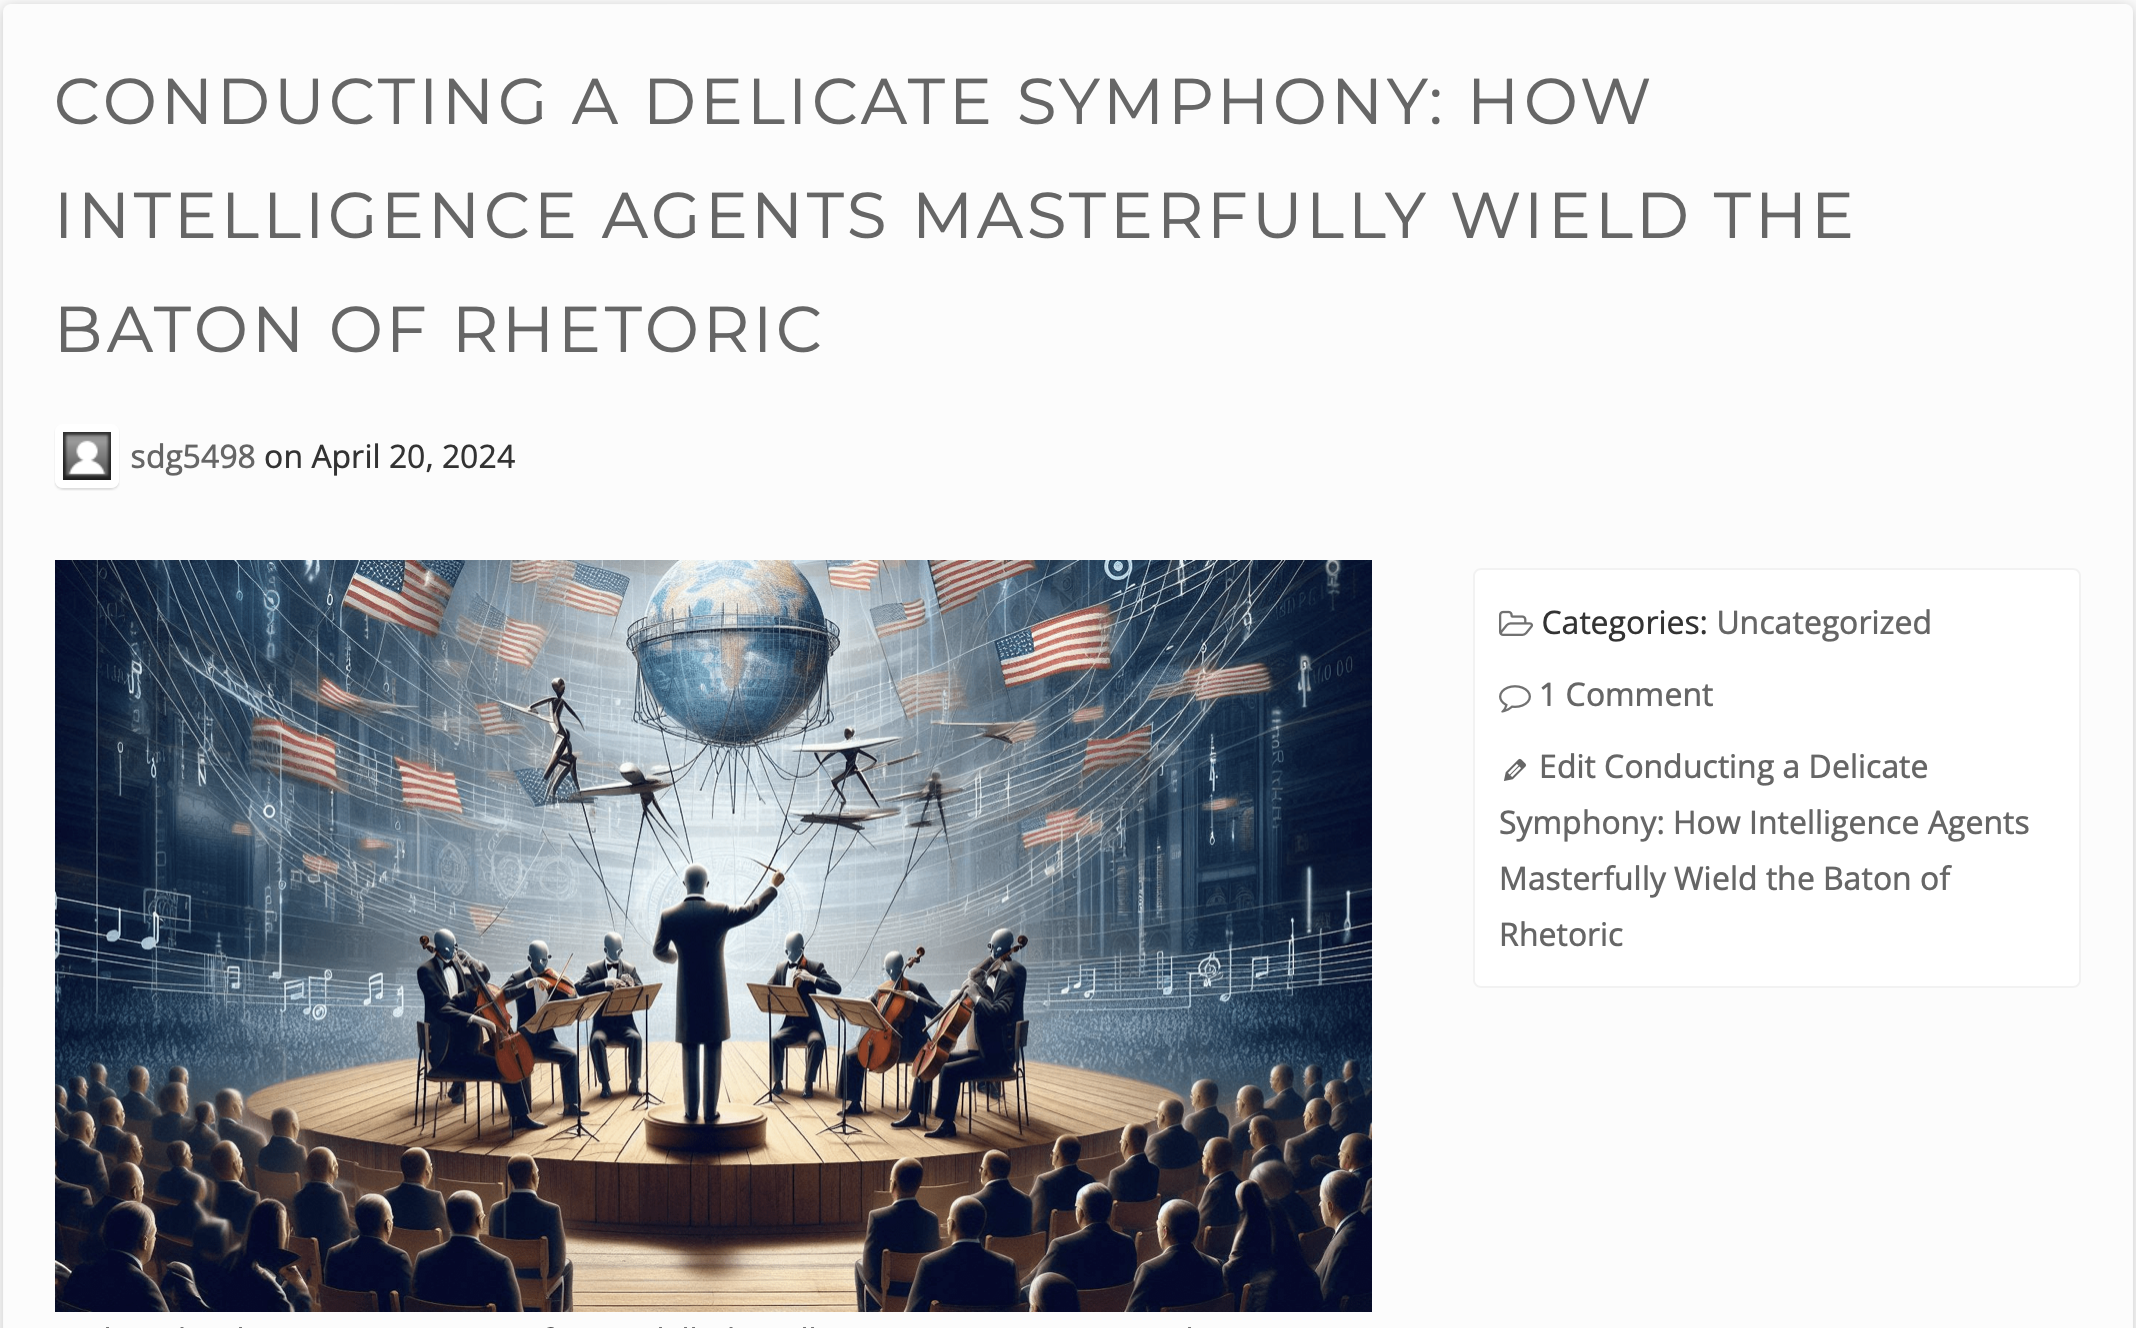 CONDUCTING A DELICATE SYMPHONY: HOW
INTELLIGENCE AGENTS MASTERFULLY WIELD THE
BATON OF RHETORIC
sdg5498 on April 20, 2024
Categories: Uncategorized
1 Comment
Edit Conducting a Delicate
Symphony: How Intelligence Agents
Masterfully Wield the Baton of
Rhetoric